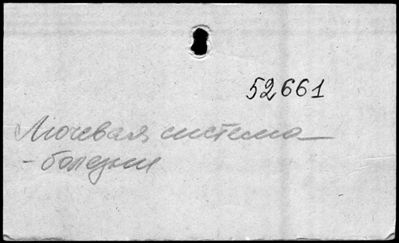 52661
Мочевая система
- болезни